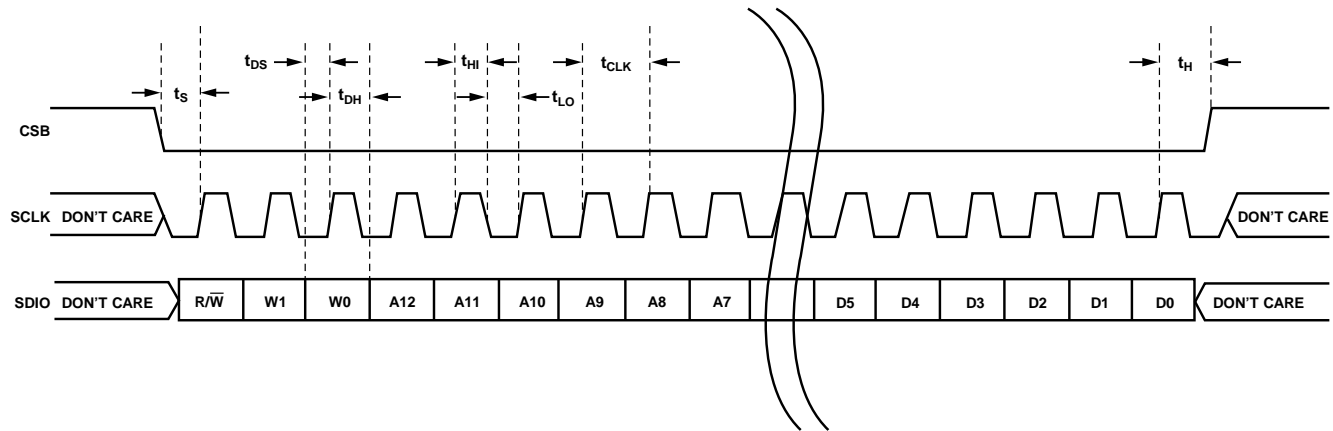 tDS
tHI
tCLK
tH
tS
tDH
tLO
CSB
SCLK DON'T CARE
DON'T CARE
SDIO DON'T CARE
R/W̅
W1
W0
A12
A11
A10
A9
A8
A7
D5
D4
D3
D2
D1
D0
DON'T CARE